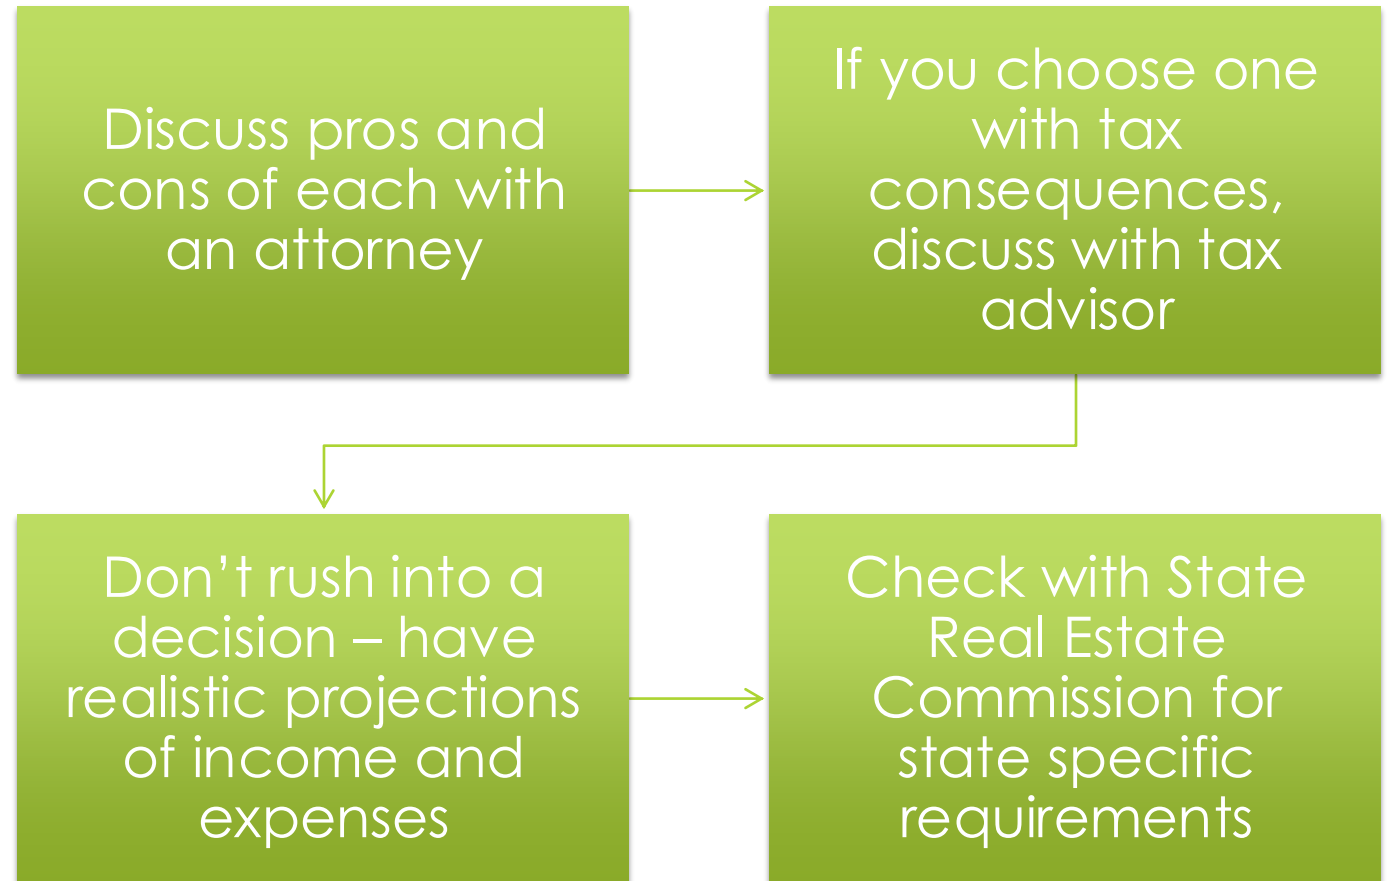 Discuss pros and
cons of each with
an attorney
If you choose one
with tax
consequences,
discuss with tax
advisor
Don’t rush into a
decision – have
realistic projections
of income and
expenses
Check with State
Real Estate
Commission for
state specific
requirements